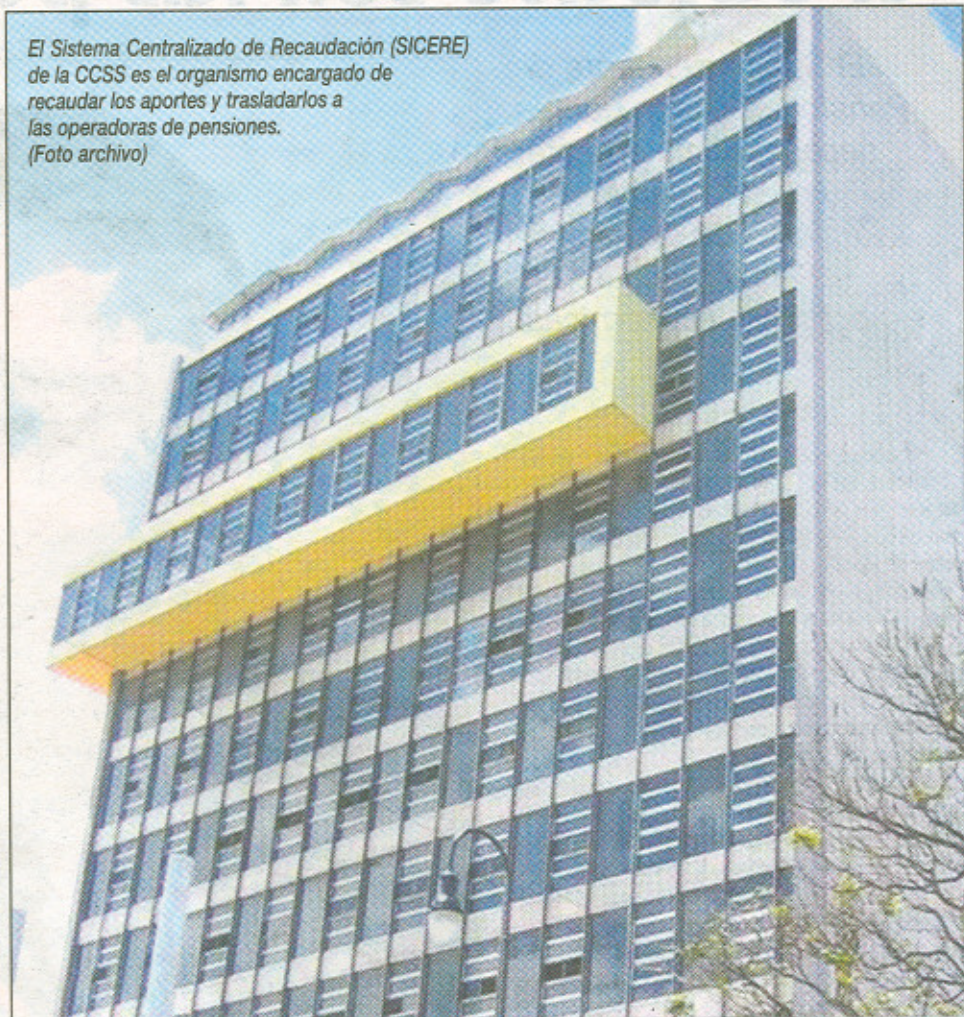 El Sistema Centralizado de Recaudación (SICERE)
de la CCSS es el organismo encargado de
recaudar los aportes y trasladarlos a
las operadoras de pensiones.
(Foto archivo)